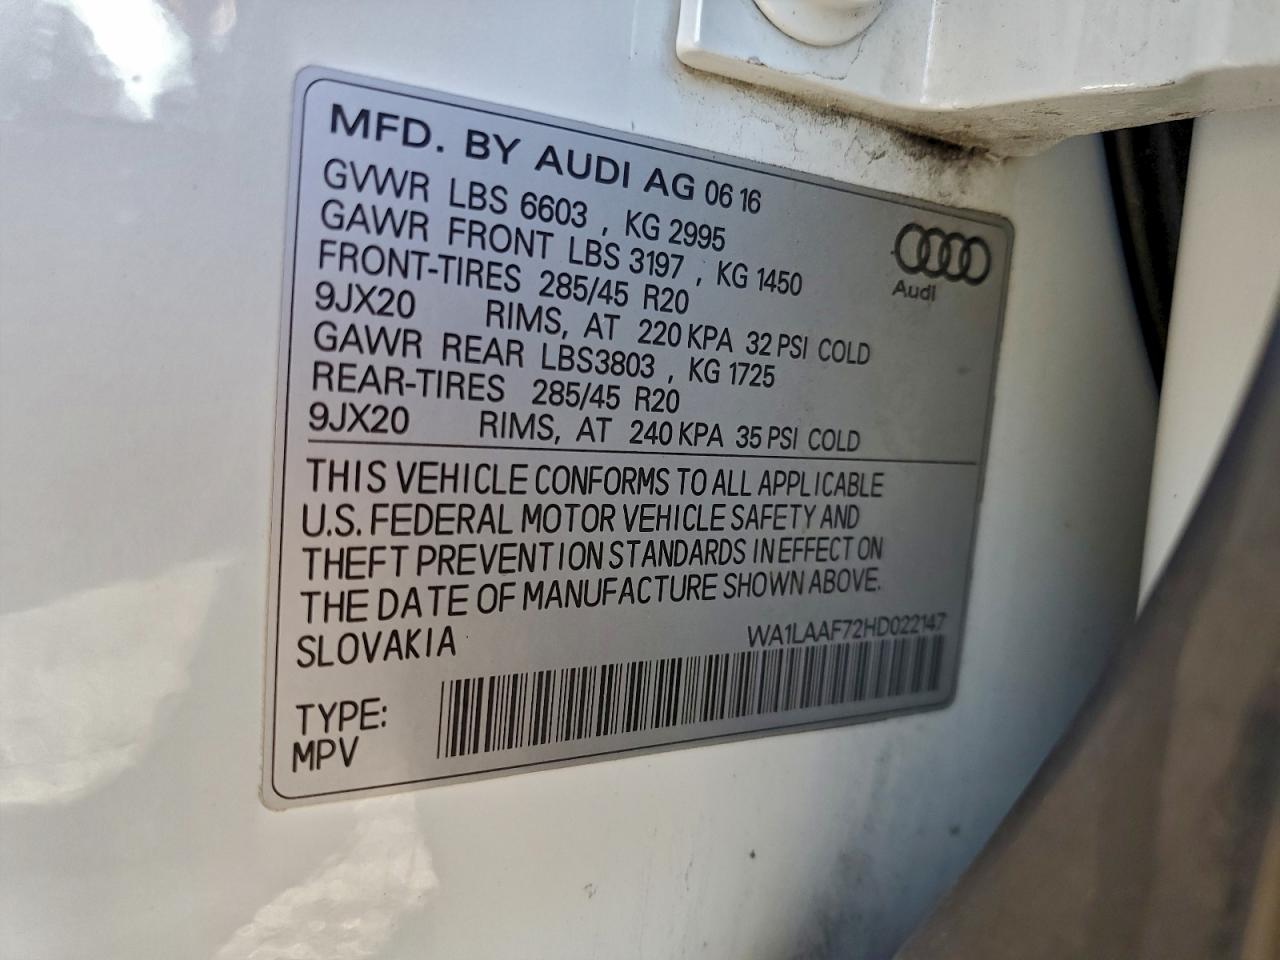 MFD. BY AUDI AG 06 16
GVWR LBS 6603 , KG 2995
GAWR FRONT LBS 3197 , KG 1450
FRONT-TIRES 285/45 R20
9JX20 RIMS, AT 220 KPA 32 PSI COLD
GAWR REAR LBS3803 , KG 1725
REAR-TIRES 285/45 R20
9JX20 RIMS, AT 240 KPA 35 PSI COLD
Audi
THIS VEHICLE CONFORMS TO ALL APPLICABLE
U.S. FEDERAL MOTOR VEHICLE SAFETY AND
THEFT PREVENTION STANDARDS IN EFFECT ON
THE DATE OF MANUFACTURE SHOWN ABOVE.
SLOVAKIA WA1LAAF72HD022147
TYPE:
MPV